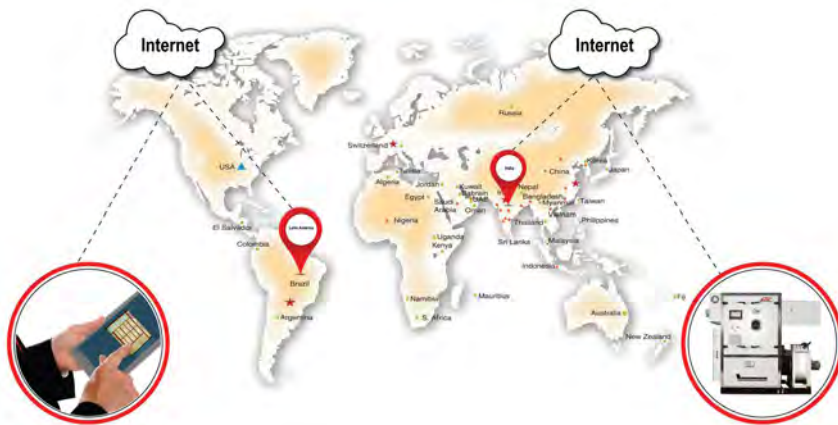 Internet
Internet
Russia
Switzerland
USA
Korea
China
Japan
Tunisia
Algeria
Jordan
Kuwait
Bahrain
UAE
Nepal
India
Egypt
Saudi
Arabia
Oman
Bangladesh
Myanmar
Taiwan
El Salvador
Latin America
Nigeria
Thailand
Vietnam
Philippines
Colombia
Uganda
Kenya
Sri Lanka
Malaysia
Indonesia
Brazil
Namibia
Mauritius
Argentina
S. Africa
Australia
Fiji
New Zealand